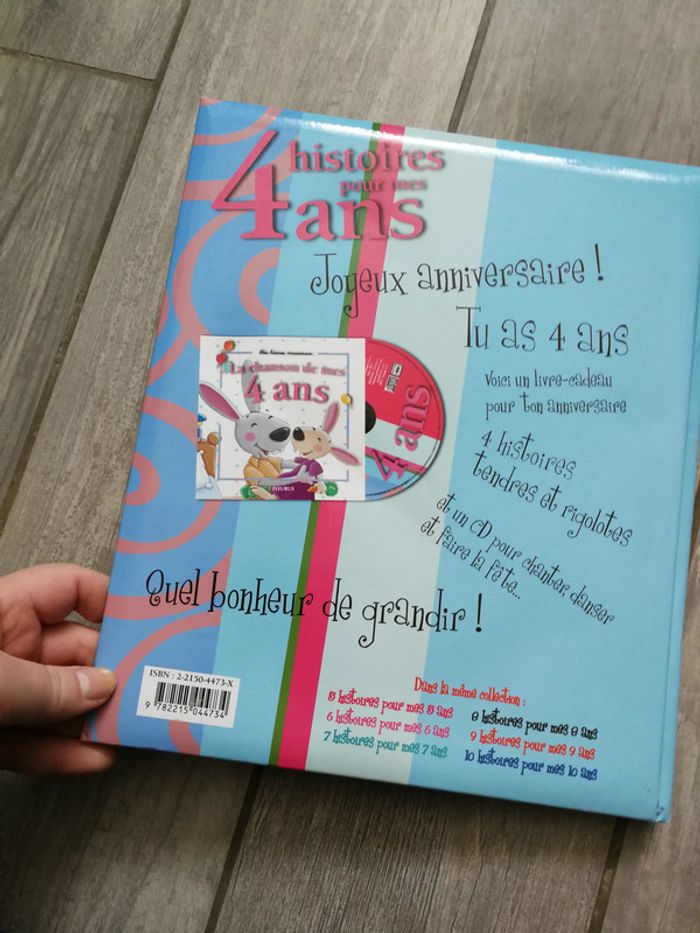 4 histoires
pour mes
ans
Joyeux anniversaire !
Tu as 4 ans
Voici un livre-cadeau
pour ton anniversaire
La chanson de mes
4 ans
FLEURUS
4 ans
4 histoires
tendres et rigolotes
et un CD pour chanter, danser
et faire la fête...
Quel bonheur de grandir !
ISBN : 2-2150-4473-X
9 782215 044734
Dans la même collection :
5 histoires pour mes 5 ans
6 histoires pour mes 6 ans
7 histoires pour mes 7 ans
8 histoires pour mes 8 ans
9 histoires pour mes 9 ans
10 histoires pour mes 10 ans